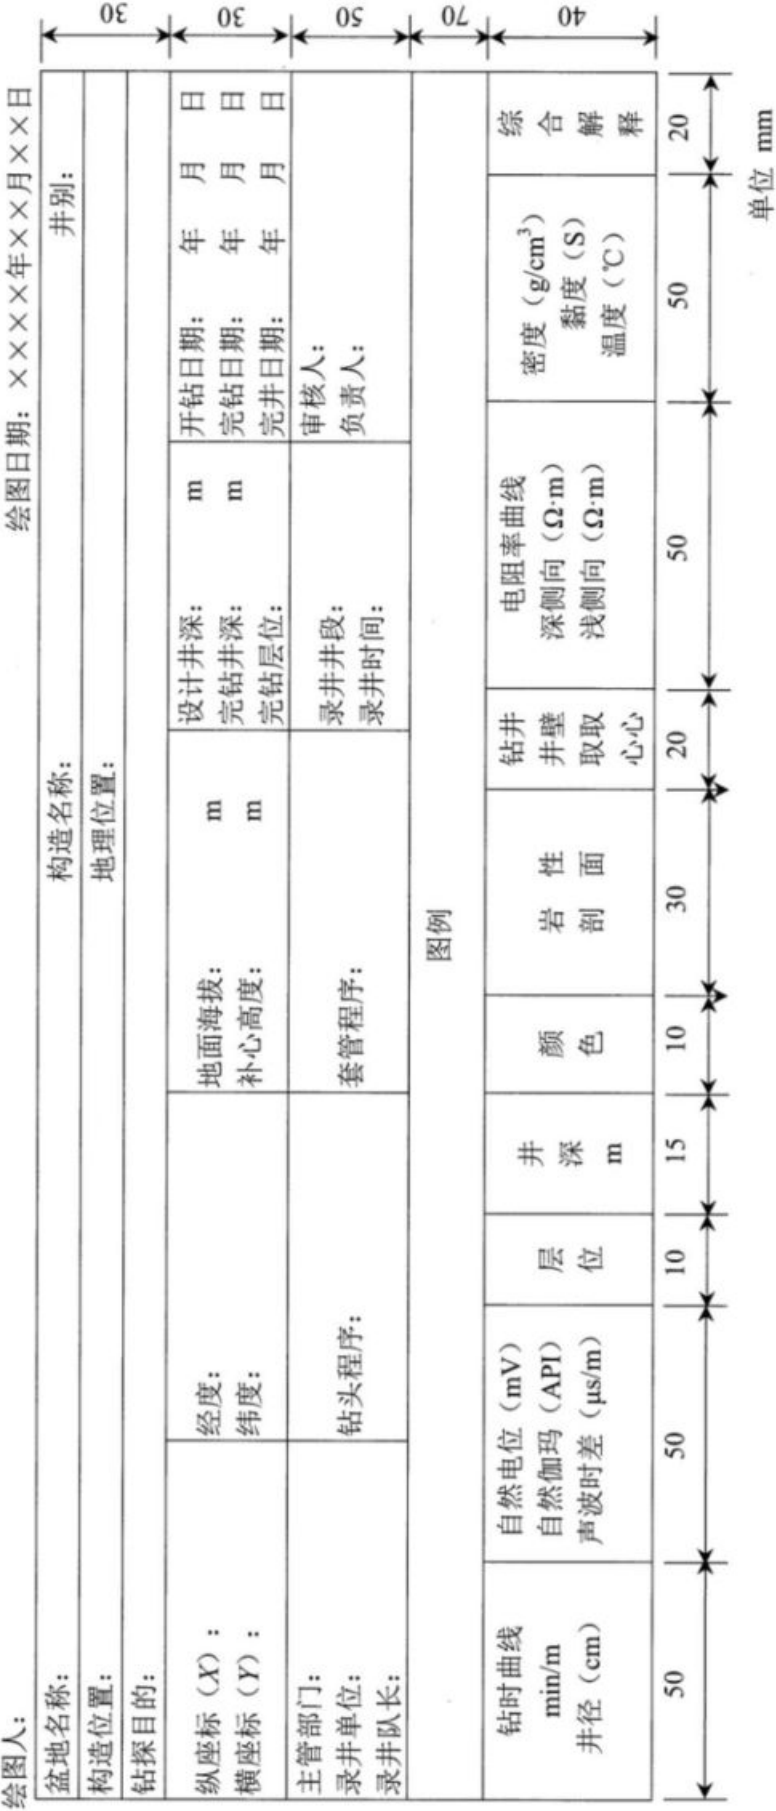 绘图人： 绘图日期：××××年××月××日
盆地名称： 构造名称： 井别：
构造位置： 地理位置：
钻探目的：
30
纵座标（X）：
横座标（Y）：
经度：
纬度：
地面海拔： m
补心高度： m
设计井深： m
完钻井深： m
完钻层位：
开钻日期： 年 月 日
完钻日期： 年 月 日
完井日期： 年 月 日
30
主管部门：
录井单位：
录井队长：
钻头程序：
套管程序：
录井井段：
录井时间：
审核人：
负责人：
50
图例
70
钻时曲线
min/m
井径（cm）
自然电位（mV）
自然伽玛（API）
声波时差（μs/m）
层
位
井
深
m
颜
色
岩 性
剖 面
钻井
井壁
取取
心心
电阻率曲线
深侧向（Ω·m）
浅侧向（Ω·m）
密度（g/cm³）
黏度（S）
温度（℃）
综
合
解
释
40
50 50 10 15 10 30 20 50 50 20
单位 mm